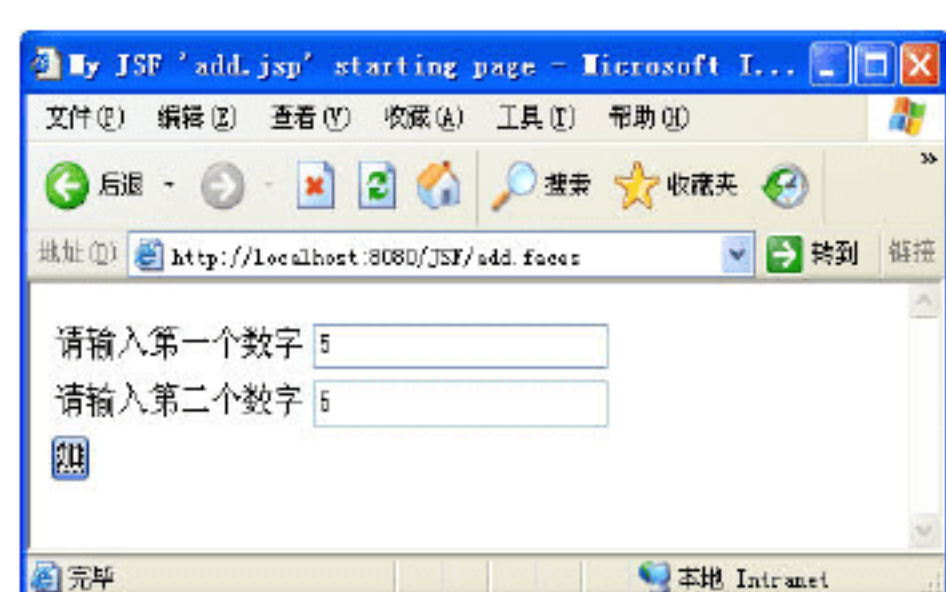 My JSF 'add.jsp' starting page - Microsoft I...
文件(F) 编辑(E) 查看(V) 收藏(A) 工具(T) 帮助(H)
后退 搜索 收藏夹 »
地址(D) http://localhost:8080/JSF/add.faces 转到 链接
请输入第一个数字 5
请输入第二个数字 5
加
完毕 本地 Intranet